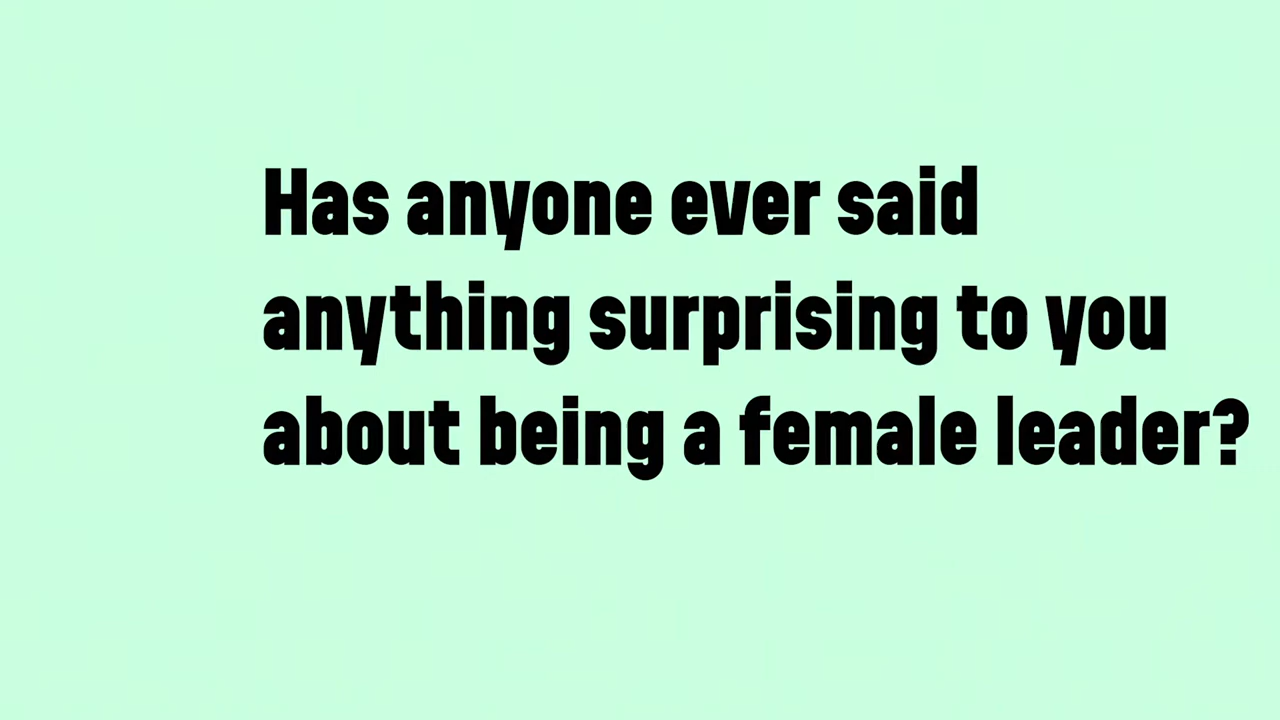 Has anyone ever said
anything surprising to you
about being a female leader?